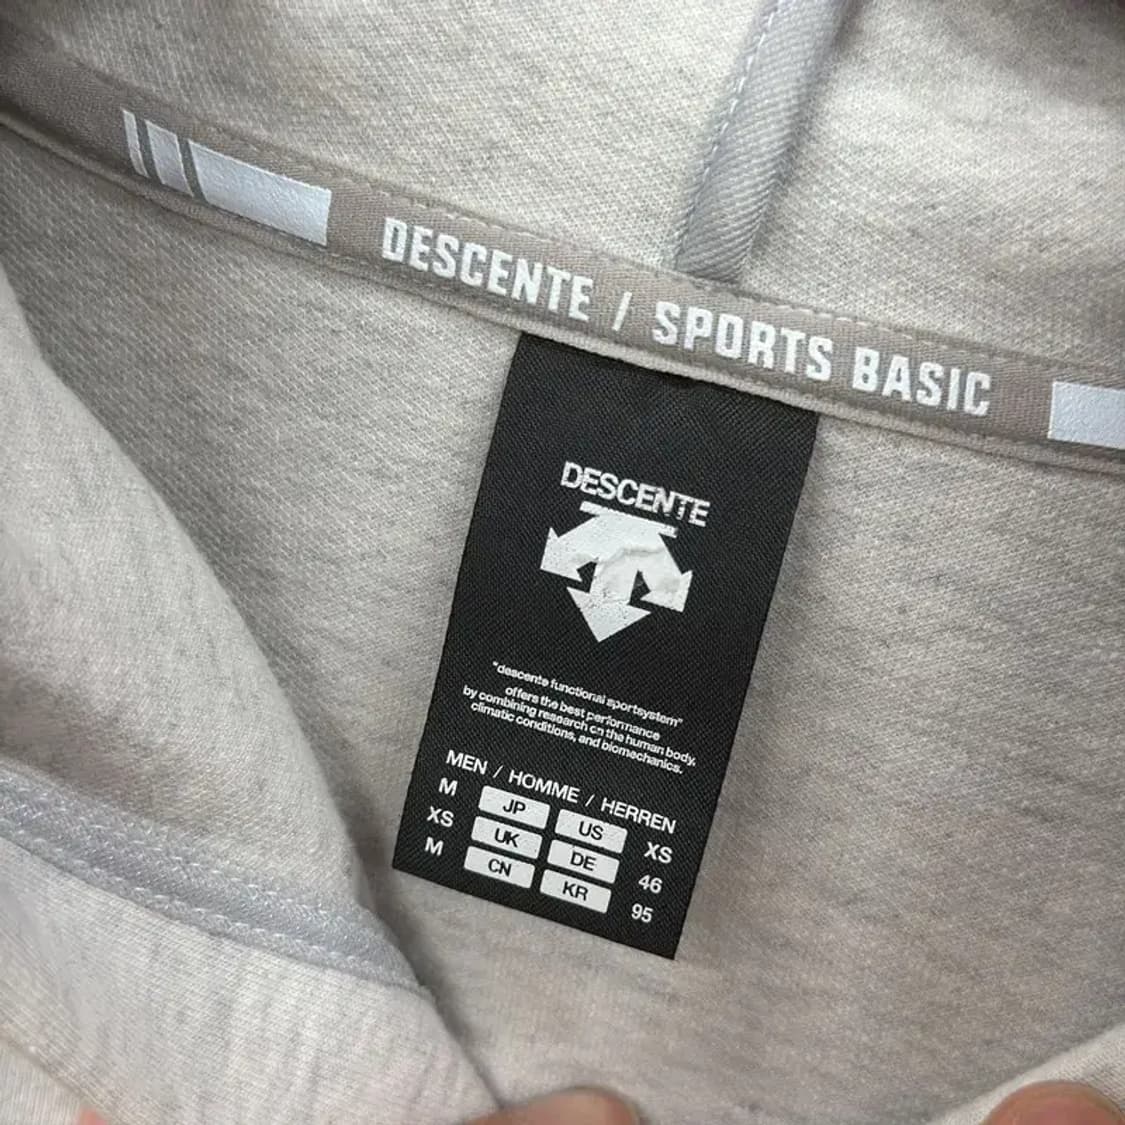 DESCENTE / SPORTS BASIC
DESCENTE
"descente functional sportsystem"
offers the best performance
by combining research on the human body,
climatic conditions, and biomechanics.
MEN / HOMME / HERREN
M JP US XS
XS UK DE 46
M CN KR 95